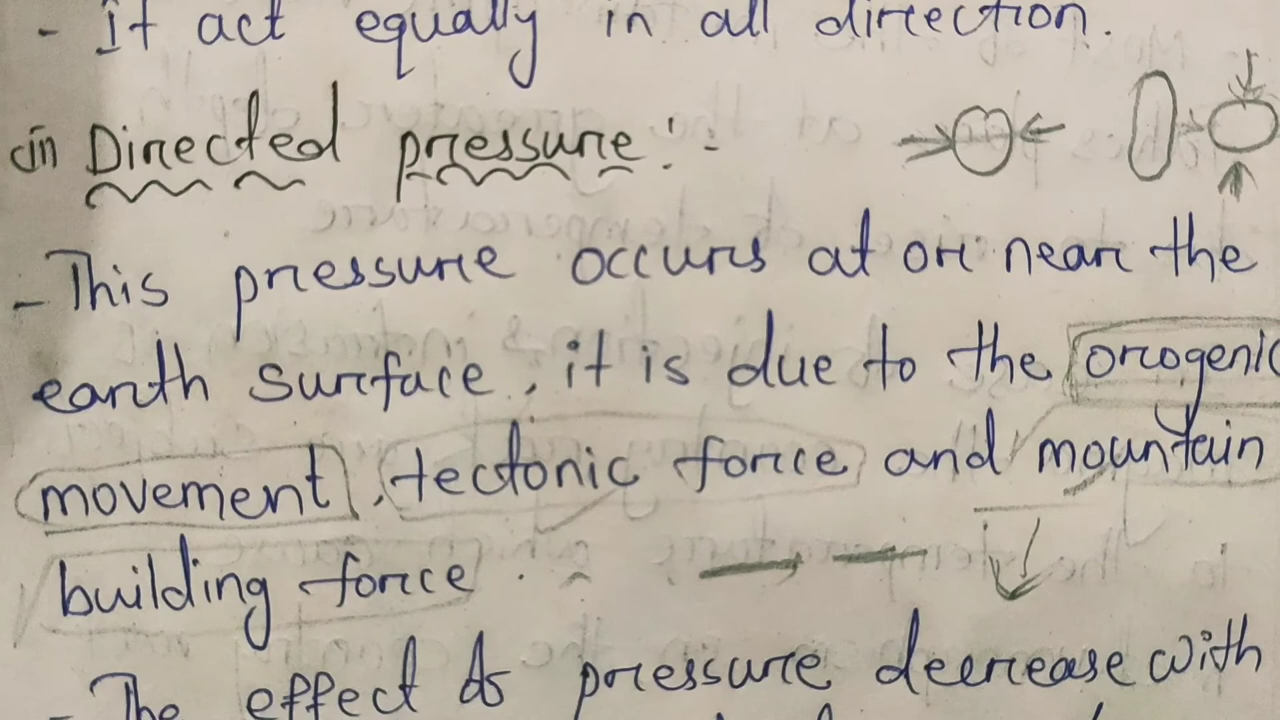 - It act equally in all direction.
(ii) Directed pressure :-
- This pressure occurs at or near the
earth surface, it is due to the orogenic
movement, tectonic force and mountain
building force.
- The effect of pressure decrease with